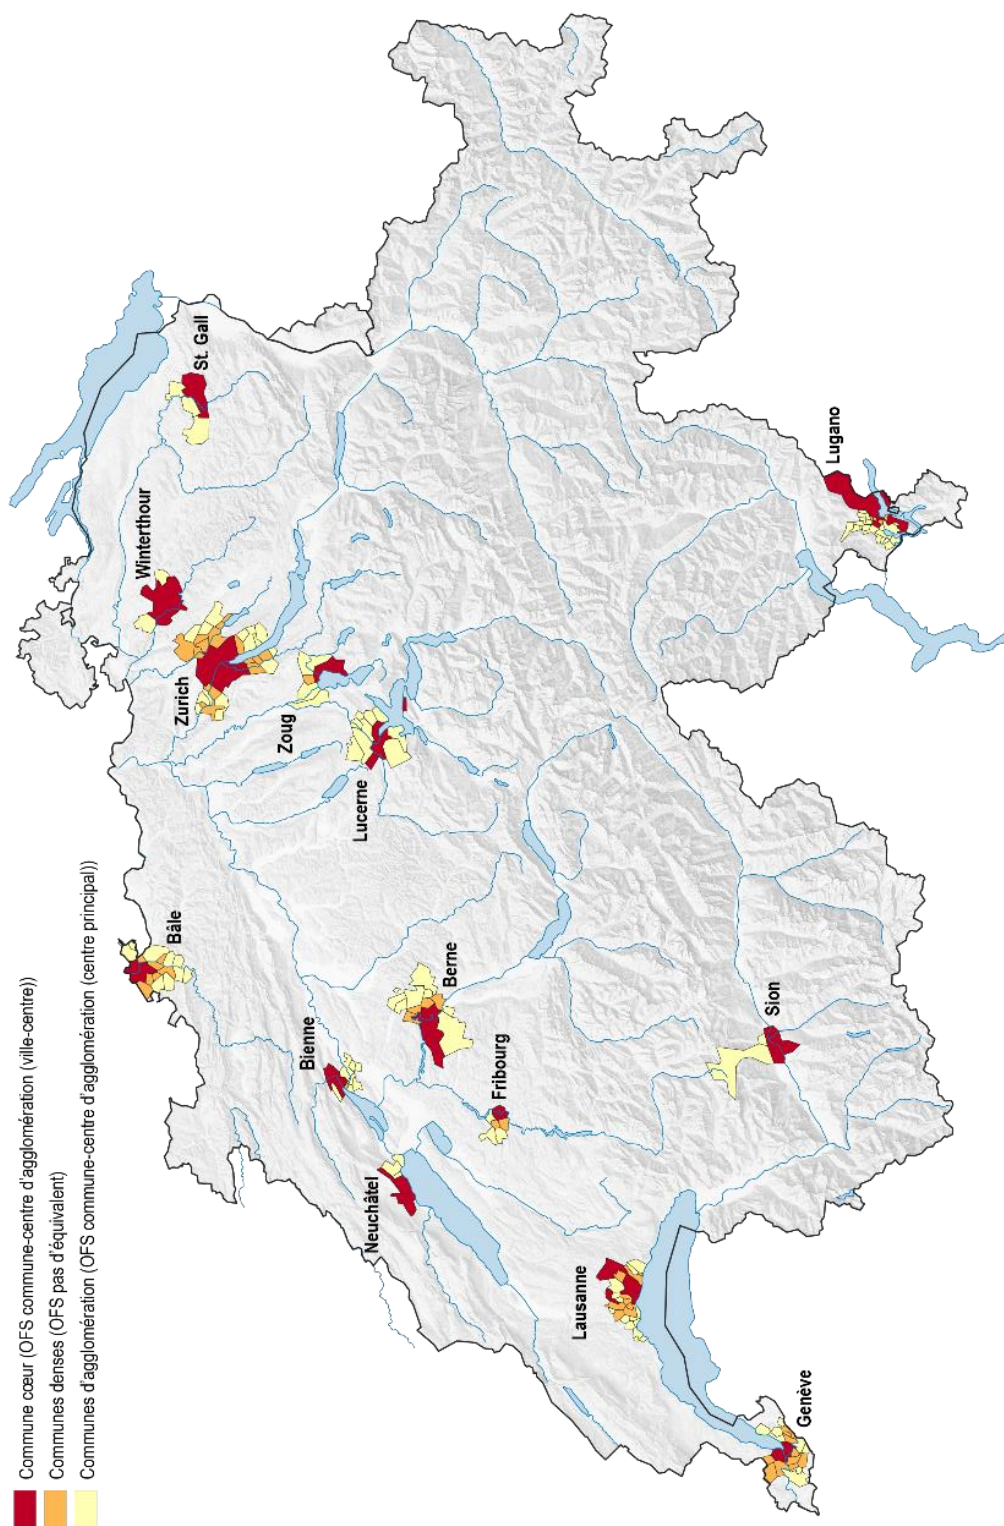 Commune cœur (OFS commune-centre d'agglomération (ville-centre))
Communes denses (OFS pas d'équivalent)
Communes d'agglomération (OFS commune-centre d'agglomération (centre principal))
St. Gall
Winterthour
Zurich
Zoug
Lucerne
Lugano
Bâle
Bienne
Berne
Fribourg
Sion
Neuchâtel
Lausanne
Genève